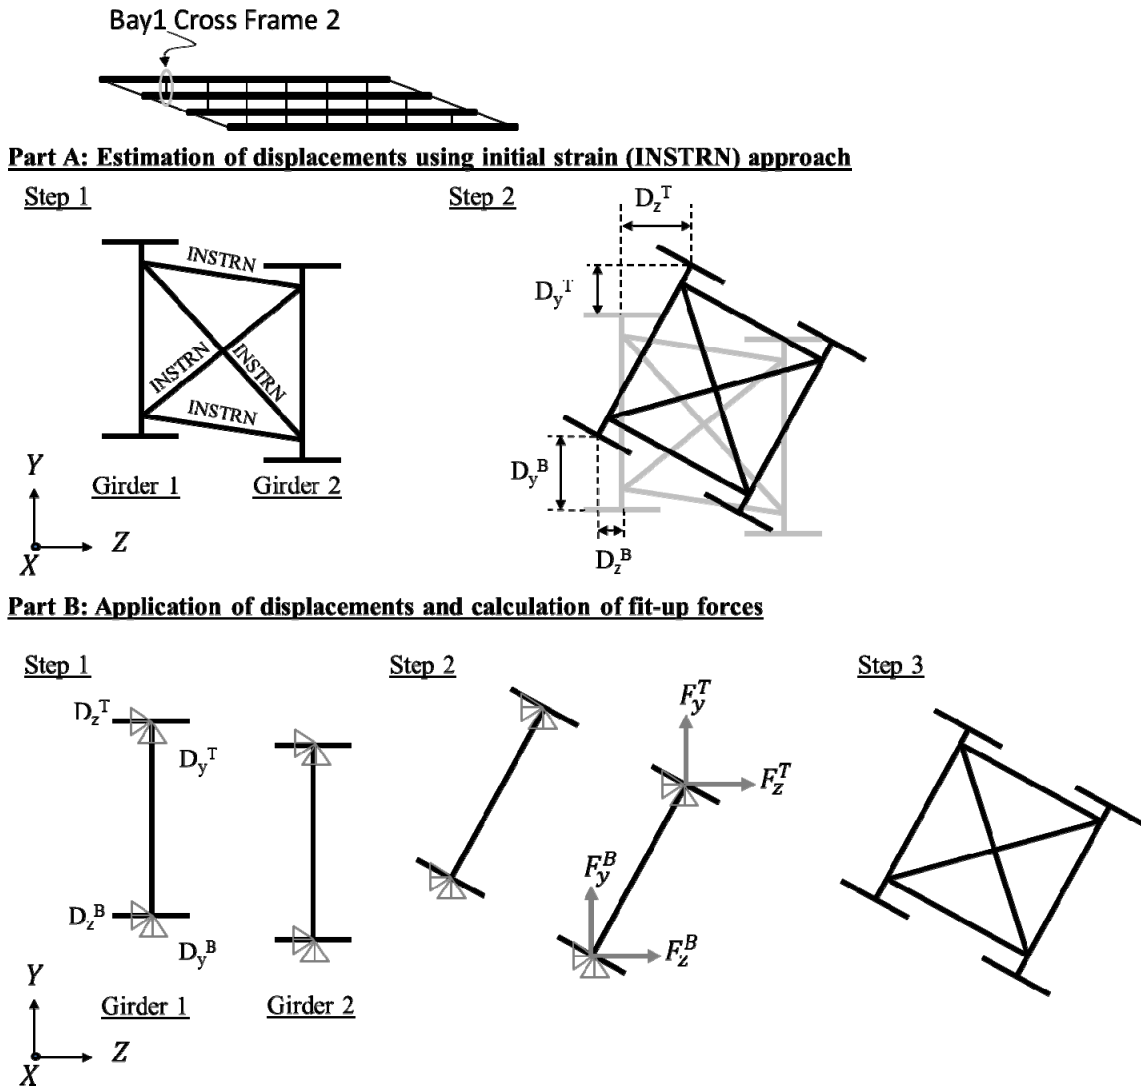 Bay1 Cross Frame 2
Part A: Estimation of displacements using initial strain (INSTRN) approach
Step 1
Step 2
INSTRN
INSTRN
INSTRN
INSTRN
Girder 1
Girder 2
Y
Z
X
D_z^T
D_y^T
D_y^B
D_z^B
Part B: Application of displacements and calculation of fit-up forces
Step 1
Step 2
Step 3
D_z^T
D_y^T
D_z^B
D_y^B
Girder 1
Girder 2
Y
Z
X
F_y^T
F_z^T
F_y^B
F_z^B